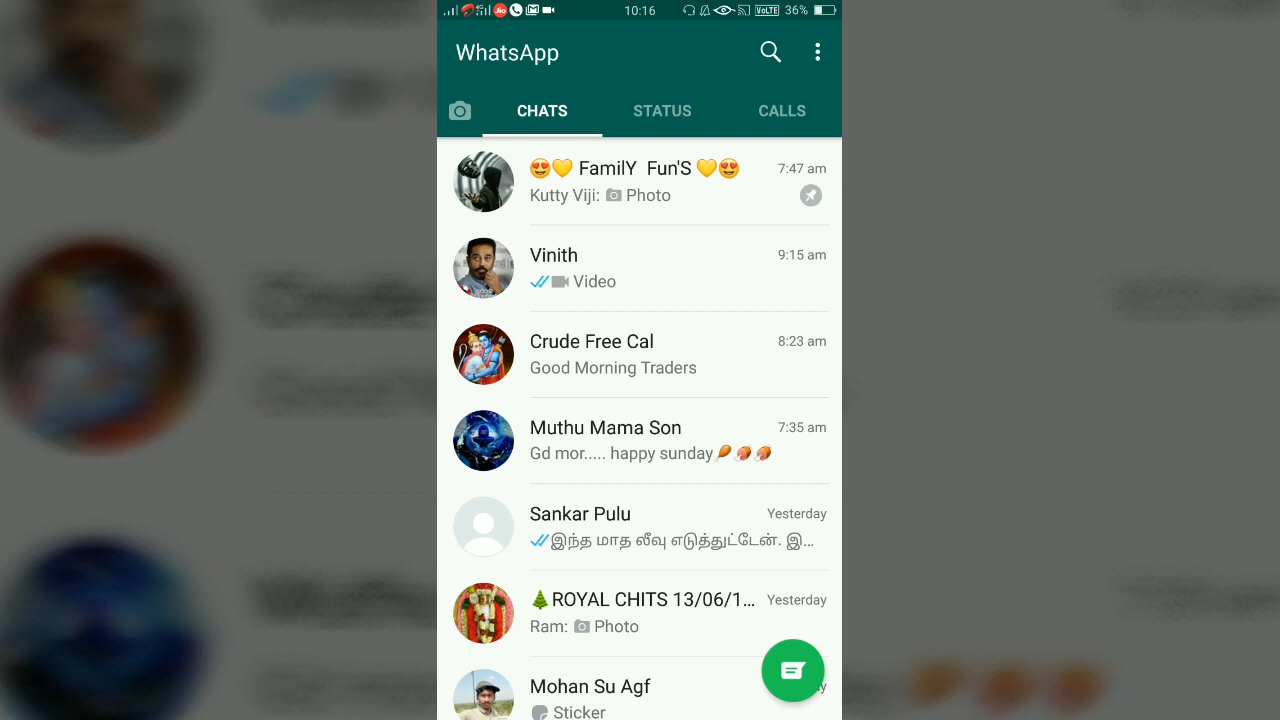 10:16 VoLTE 36%
WhatsApp
CHATS STATUS CALLS
😍💛 FamilY Fun'S 💛😍 7:47 am
Kutty Viji: Photo
Vinith 9:15 am
Video
Crude Free Cal 8:23 am
Good Morning Traders
Muthu Mama Son 7:35 am
Gd mor..... happy sunday🍠🍖🍖
Sankar Pulu Yesterday
இந்த மாத லீவு எடுத்துட்டேன். இ...
🌲ROYAL CHITS 13/06/1... Yesterday
Ram: Photo
Mohan Su Agf
Sticker